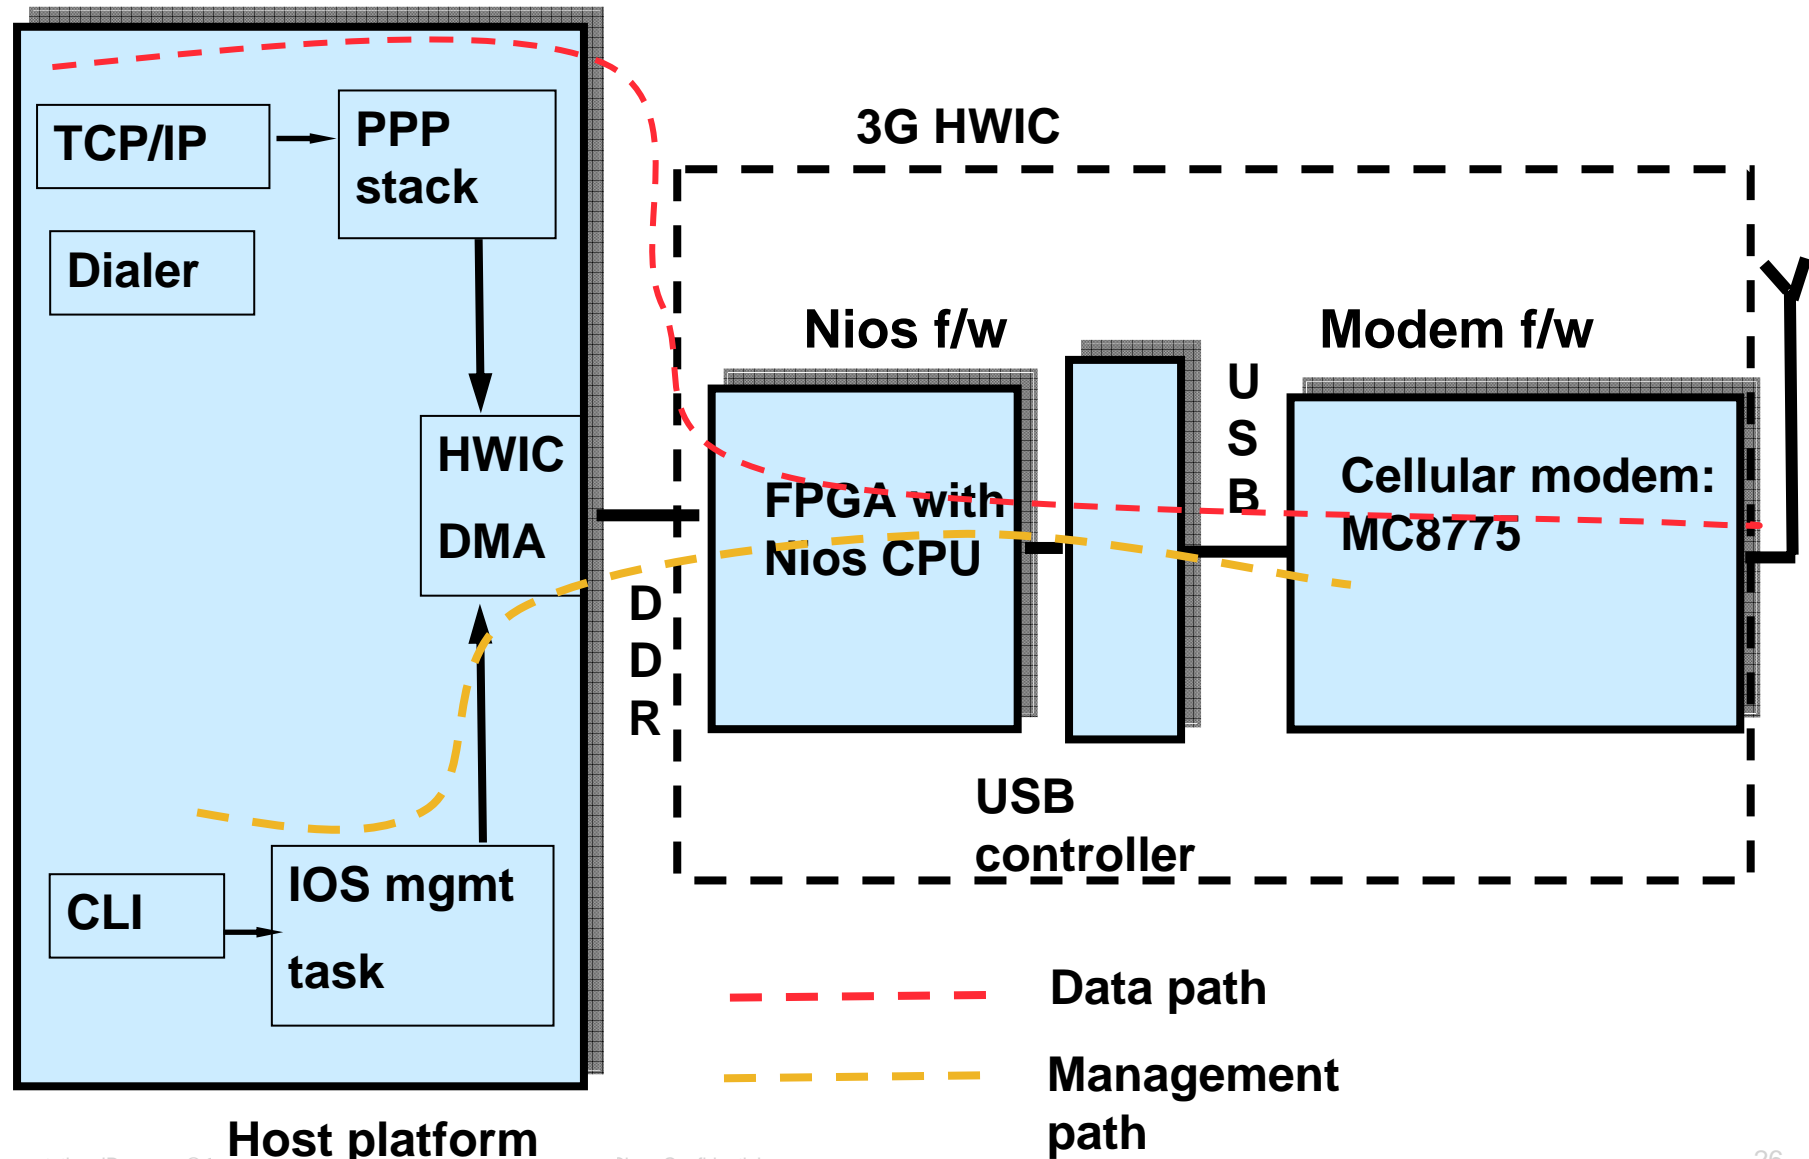 TCP/IP
PPP
stack
3G HWIC
Dialer
Nios f/w
Modem f/w
HWIC
DMA
U
S
B
FPGA with
Nios CPU
Cellular modem:
MC8775
D
D
R
USB
controller
CLI
IOS mgmt
task
Data path
Management
path
Host platform
26